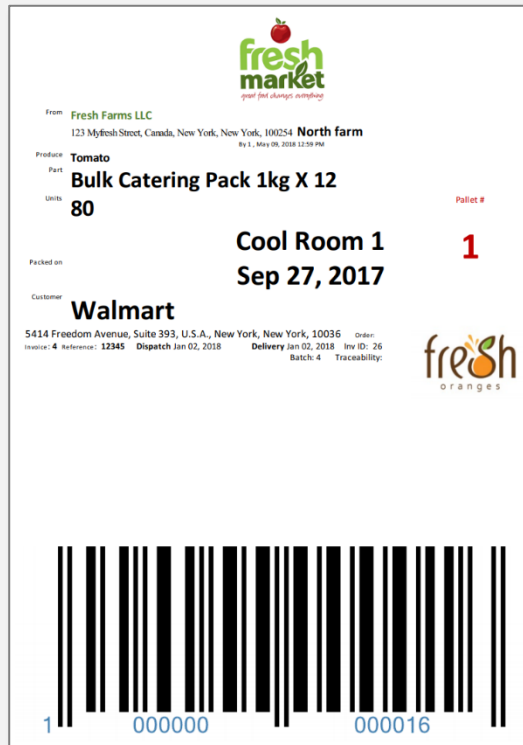 fresh
market
great food changes everything
From Fresh Farms LLC
123 Myfresh Street, Canada, New York, New York, 100254 North farm
By 1 , May 09, 2018 12:59 PM
Produce Tomato
Part Bulk Catering Pack 1kg X 12
Units 80
Pallet #
Cool Room 1
1
Packed on Sep 27, 2017
Customer Walmart
5414 Freedom Avenue, Suite 393, U.S.A., New York, New York, 10036 Order:
Invoice: 4 Reference: 12345 Dispatch Jan 02, 2018 Delivery Jan 02, 2018 Inv ID: 26
Batch: 4 Traceability:
fresh
oranges
1 000000 000016